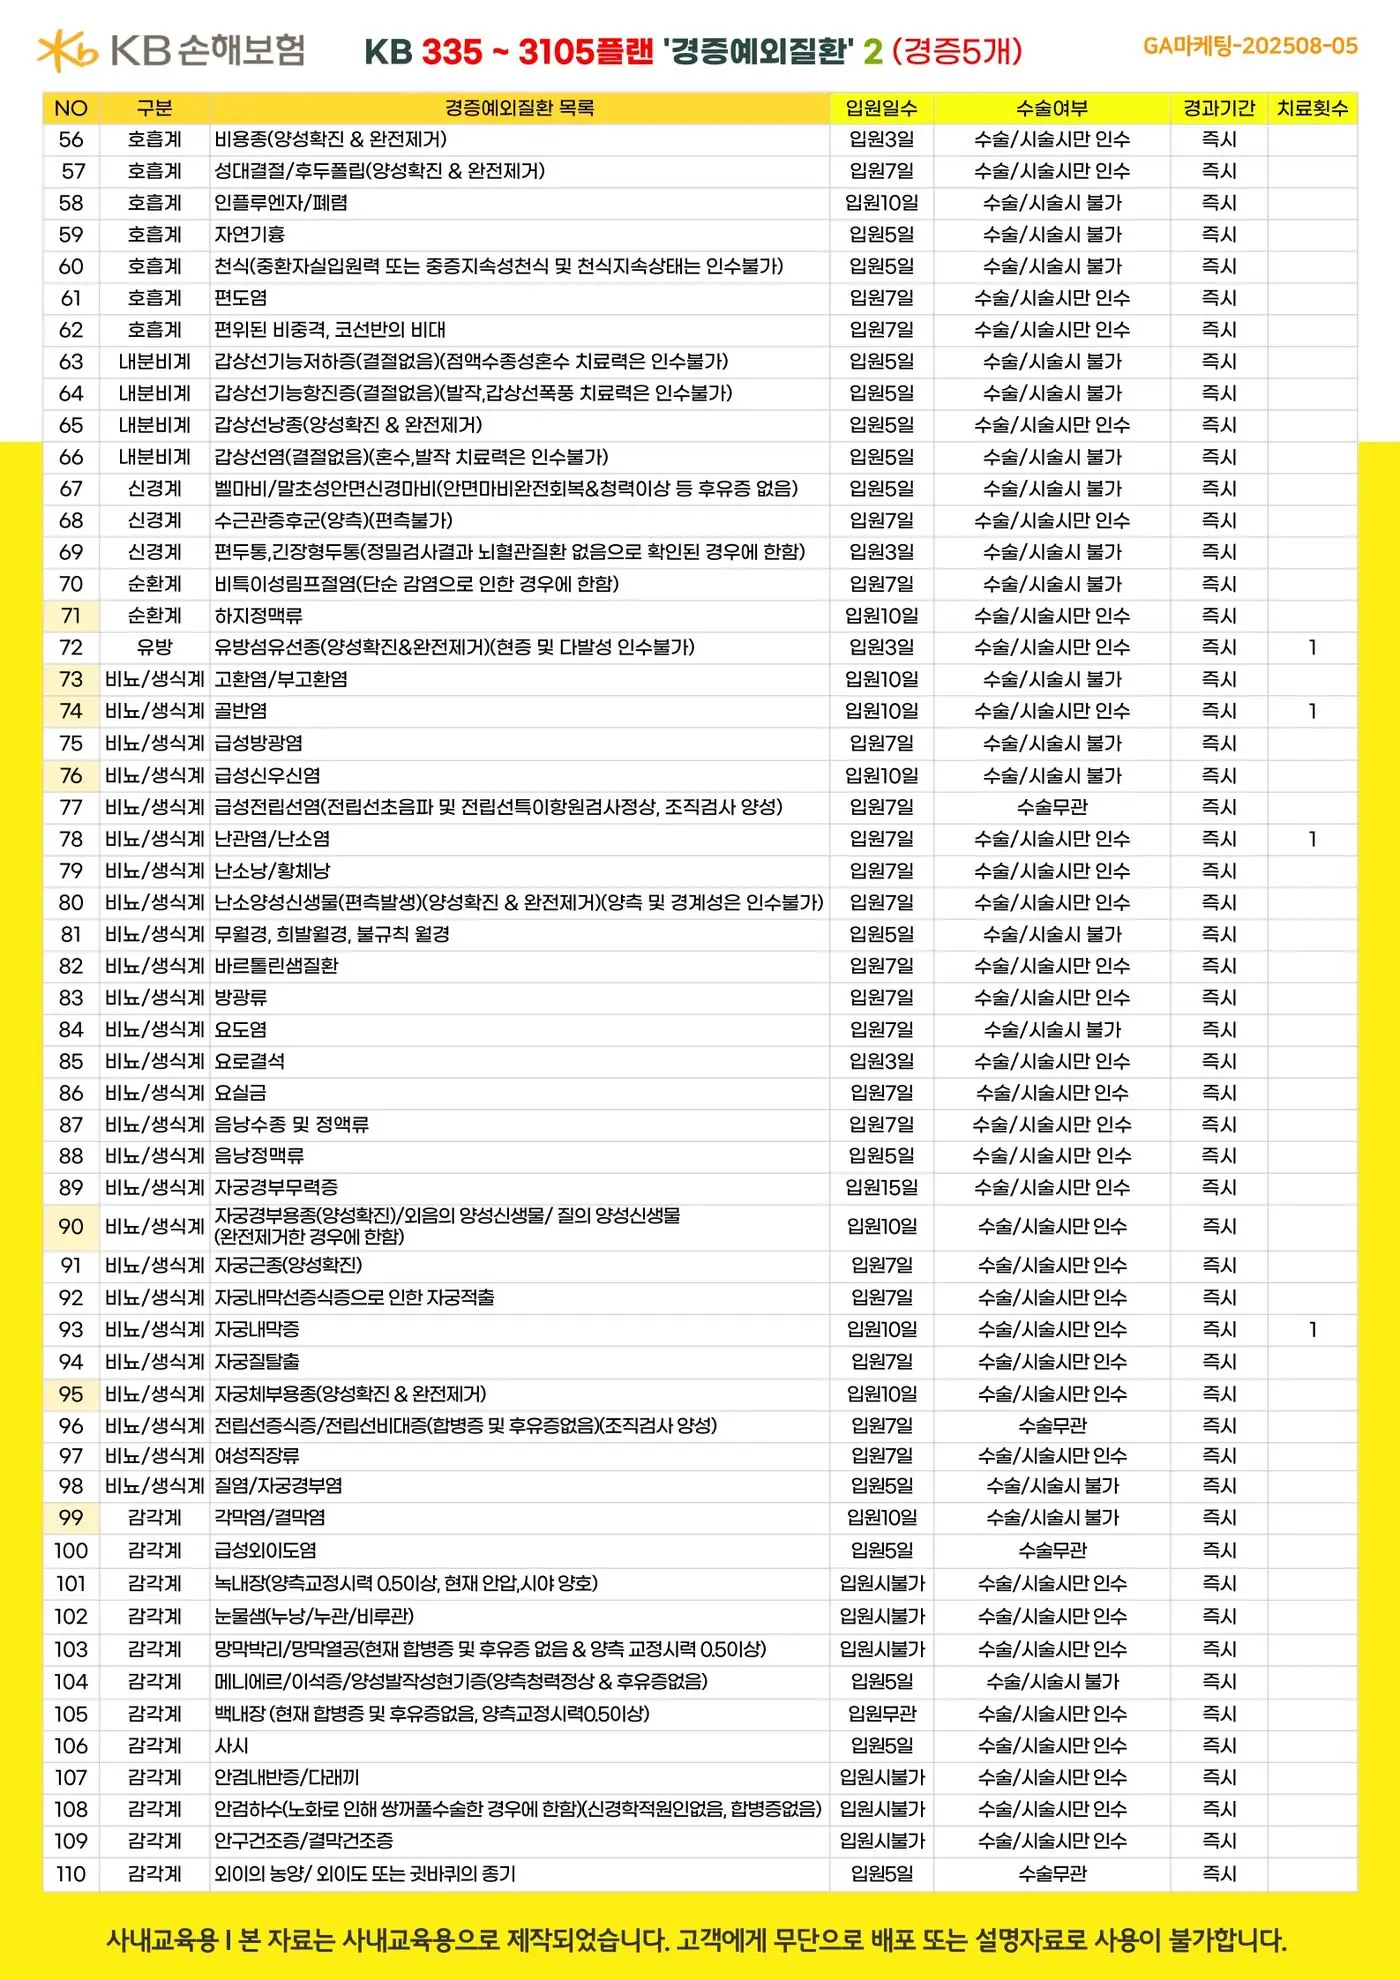 KB손해보험
KB 335 ~ 3105플랜 '경증예외질환' 2 (경증5개)
GA마케팅-202508-05
NO 구분 경증예외질환 목록 입원일수 수술여부 경과기간 치료횟수
56 호흡계 비용종(양성확진 & 완전제거) 입원3일 수술/시술시만 인수 즉시
57 호흡계 성대결절/후두폴립(양성확진 & 완전제거) 입원7일 수술/시술시만 인수 즉시
58 호흡계 인플루엔자/폐렴 입원10일 수술/시술시 불가 즉시
59 호흡계 자연기흉 입원5일 수술/시술시 불가 즉시
60 호흡계 천식(중환자실입원력 또는 중증지속성천식 및 천식지속상태는 인수불가) 입원5일 수술/시술시 불가 즉시
61 호흡계 편도염 입원7일 수술/시술시만 인수 즉시
62 호흡계 편위된 비중격, 코선반의 비대 입원7일 수술/시술시만 인수 즉시
63 내분비계 갑상선기능저하증(결절없음)(점액수종성혼수 치료력은 인수불가) 입원5일 수술/시술시 불가 즉시
64 내분비계 갑상선기능항진증(결절없음)(발작,갑상선폭풍 치료력은 인수불가) 입원5일 수술/시술시 불가 즉시
65 내분비계 갑상선낭종(양성확진 & 완전제거) 입원5일 수술/시술시만 인수 즉시
66 내분비계 갑상선염(결절없음)(혼수,발작 치료력은 인수불가) 입원5일 수술/시술시 불가 즉시
67 신경계 벨마비/말초성안면신경마비(안면마비완전회복&청력이상 등 후유증 없음) 입원5일 수술/시술시 불가 즉시
68 신경계 수근관증후군(양측)(편측불가) 입원7일 수술/시술시만 인수 즉시
69 신경계 편두통,긴장형두통(정밀검사결과 뇌혈관질환 없음으로 확인된 경우에 한함) 입원3일 수술/시술시 불가 즉시
70 순환계 비특이성림프절염(단순 감염으로 인한 경우에 한함) 입원7일 수술/시술시 불가 즉시
71 순환계 하지정맥류 입원10일 수술/시술시만 인수 즉시
72 유방 유방섬유선종(양성확진&완전제거)(현증 및 다발성 인수불가) 입원3일 수술/시술시만 인수 즉시 1
73 비뇨/생식계 고환염/부고환염 입원10일 수술/시술시 불가 즉시
74 비뇨/생식계 골반염 입원10일 수술/시술시만 인수 즉시 1
75 비뇨/생식계 급성방광염 입원7일 수술/시술시 불가 즉시
76 비뇨/생식계 급성신우신염 입원10일 수술/시술시 불가 즉시
77 비뇨/생식계 급성전립선염(전립선초음파 및 전립선특이항원검사정상, 조직검사 양성) 입원7일 수술무관 즉시
78 비뇨/생식계 난관염/난소염 입원7일 수술/시술시만 인수 즉시 1
79 비뇨/생식계 난소낭/황체낭 입원7일 수술/시술시만 인수 즉시
80 비뇨/생식계 난소양성신생물(편측발생)(양성확진 & 완전제거)(양측 및 경계성은 인수불가) 입원7일 수술/시술시만 인수 즉시
81 비뇨/생식계 무월경, 희발월경, 불규칙 월경 입원5일 수술/시술시 불가 즉시
82 비뇨/생식계 바르톨린샘질환 입원7일 수술/시술시만 인수 즉시
83 비뇨/생식계 방광류 입원7일 수술/시술시만 인수 즉시
84 비뇨/생식계 요도염 입원7일 수술/시술시 불가 즉시
85 비뇨/생식계 요로결석 입원3일 수술/시술시만 인수 즉시
86 비뇨/생식계 요실금 입원7일 수술/시술시만 인수 즉시
87 비뇨/생식계 음낭수종 및 정액류 입원7일 수술/시술시만 인수 즉시
88 비뇨/생식계 음낭정맥류 입원5일 수술/시술시만 인수 즉시
89 비뇨/생식계 자궁경부무력증 입원15일 수술/시술시만 인수 즉시
90 비뇨/생식계 자궁경부용종(양성확진)/외음의 양성신생물/ 질의 양성신생물
(완전제거한 경우에 한함) 입원10일 수술/시술시만 인수 즉시
91 비뇨/생식계 자궁근종(양성확진) 입원7일 수술/시술시만 인수 즉시
92 비뇨/생식계 자궁내막선증식증으로 인한 자궁적출 입원7일 수술/시술시만 인수 즉시
93 비뇨/생식계 자궁내막증 입원10일 수술/시술시만 인수 즉시 1
94 비뇨/생식계 자궁질탈출 입원7일 수술/시술시만 인수 즉시
95 비뇨/생식계 자궁체부용종(양성확진 & 완전제거) 입원10일 수술/시술시만 인수 즉시
96 비뇨/생식계 전립선증식증/전립선비대증(합병증 및 후유증없음)(조직검사 양성) 입원7일 수술무관 즉시
97 비뇨/생식계 여성직장류 입원7일 수술/시술시만 인수 즉시
98 비뇨/생식계 질염/자궁경부염 입원5일 수술/시술시 불가 즉시
99 감각계 각막염/결막염 입원10일 수술/시술시 불가 즉시
100 감각계 급성외이도염 입원5일 수술무관 즉시
101 감각계 녹내장(양측교정시력 0.5이상, 현재 안압,시야 양호) 입원시불가 수술/시술시만 인수 즉시
102 감각계 눈물샘(누낭/누관/비루관) 입원시불가 수술/시술시만 인수 즉시
103 감각계 망막박리/망막열공(현재 합병증 및 후유증 없음 & 양측 교정시력 0.5이상) 입원시불가 수술/시술시만 인수 즉시
104 감각계 메니에르/이석증/양성발작성현기증(양측청력정상 & 후유증없음) 입원5일 수술/시술시 불가 즉시
105 감각계 백내장 (현재 합병증 및 후유증없음, 양측교정시력0.5이상) 입원무관 수술/시술시만 인수 즉시
106 감각계 사시 입원5일 수술/시술시만 인수 즉시
107 감각계 안검내반증/다래끼 입원시불가 수술/시술시만 인수 즉시
108 감각계 안검하수(노화로 인해 쌍꺼풀수술한 경우에 한함)(신경학적원인없음, 합병증없음) 입원시불가 수술/시술시만 인수 즉시
109 감각계 안구건조증/결막건조증 입원시불가 수술/시술시만 인수 즉시
110 감각계 외이의 농양/ 외이도 또는 귓바퀴의 종기 입원5일 수술무관 즉시
사내교육용 I 본 자료는 사내교육용으로 제작되었습니다. 고객에게 무단으로 배포 또는 설명자료로 사용이 불가합니다.